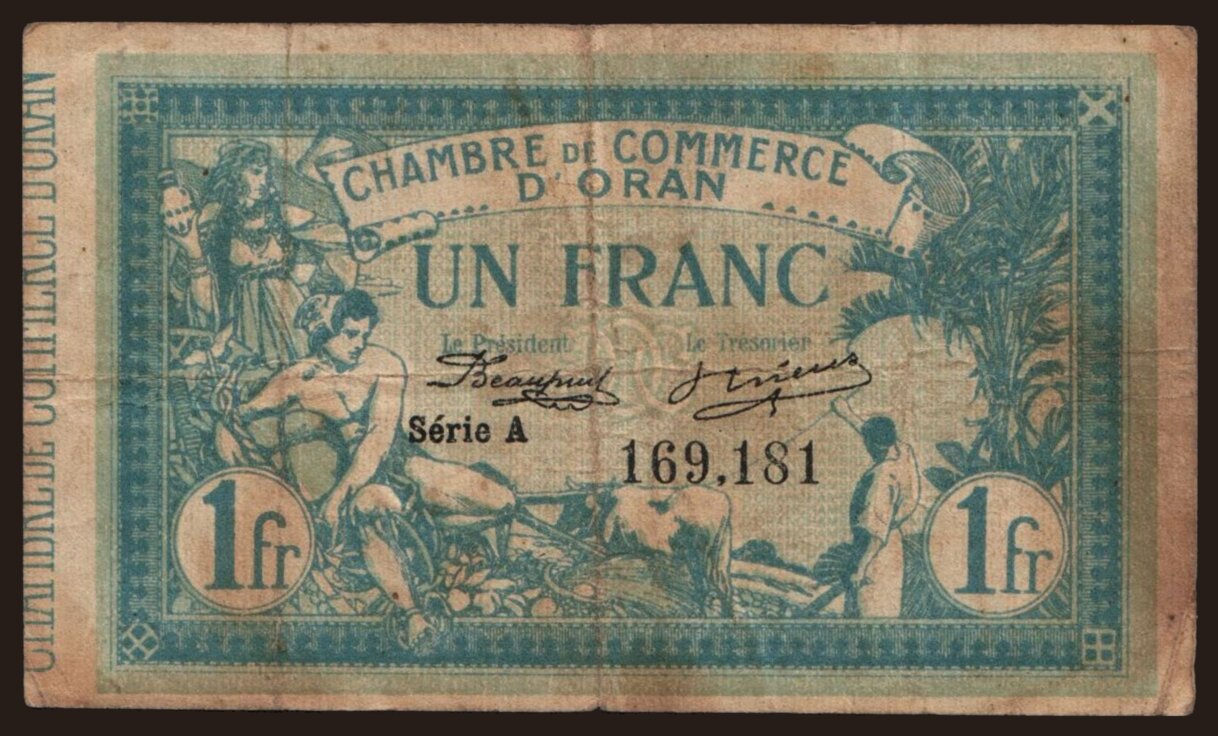 CHAMBRE DE COMMERCE
D'ORAN
UN FRANC
Le Président Le Trésorier
Série A
169,181
1fr 1fr
CHAMBRE DE COMMERCE D'ORAN